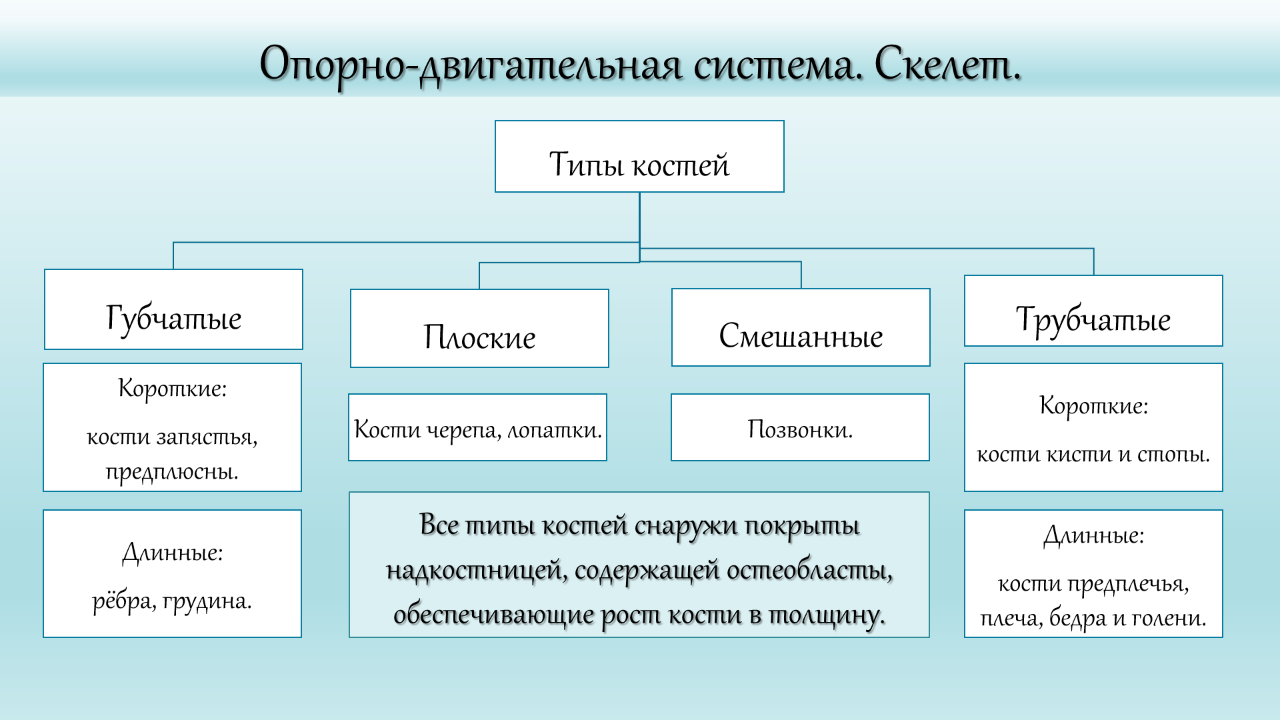 Опорно-двигательная система. Скелет.
Типы костей
Губчатые
Плоские
Смешанные
Трубчатые
Короткие:
кости запястья,
предплюсны.
Кости черепа, лопатки.
Позвонки.
Короткие:
кости кисти и стопы.
Длинные:
рёбра, грудина.
Все типы костей снаружи покрыты
надкостницей, содержащей остеобласты,
обеспечивающие рост кости в толщину.
Длинные:
кости предплечья,
плеча, бедра и голени.